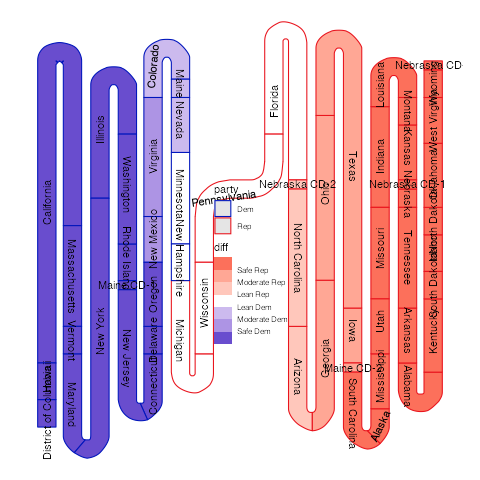 District of Columbia
Hawaii
California
Massachusetts
Vermont
Maryland
New York
Illinois
Washington
Rhode Island
Maine CD-1
New Jersey
Connecticut
Delaware
Oregon
New Mexico
Virginia
Colorado
Maine
Nevada
Minnesota
New Hampshire
Michigan
Wisconsin
Pennsylvania
Florida
Nebraska CD-2
North Carolina
Arizona
Georgia
Ohio
Texas
Iowa
Maine CD-2
South Carolina
Alaska
Mississippi
Utah
Missouri
Indiana
Louisiana
Nebraska CD-
Montana
Kansas
Nebraska
Nebraska CD-1
Tennessee
Arkansas
Alabama
Kentucky
South Dakota
North Dakota
Oklahoma
West Virginia
Wyoming
party
Dem
Rep
diff
Safe Rep
Moderate Rep
Lean Rep
Lean Dem
Moderate Dem
Safe Dem